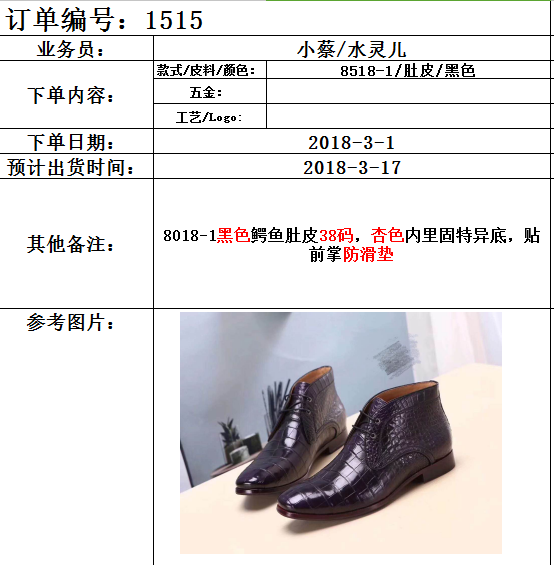 订单编号：1515
业务员：
小蔡/水灵儿
下单内容：
款式/皮料/颜色：
8518-1/肚皮/黑色
五金：
工艺/Logo:
下单日期：
2018-3-1
预计出货时间：
2018-3-17
其他备注：
8018-1黑色鳄鱼肚皮38码，杏色内里固特异底，贴
前掌防滑垫
参考图片：